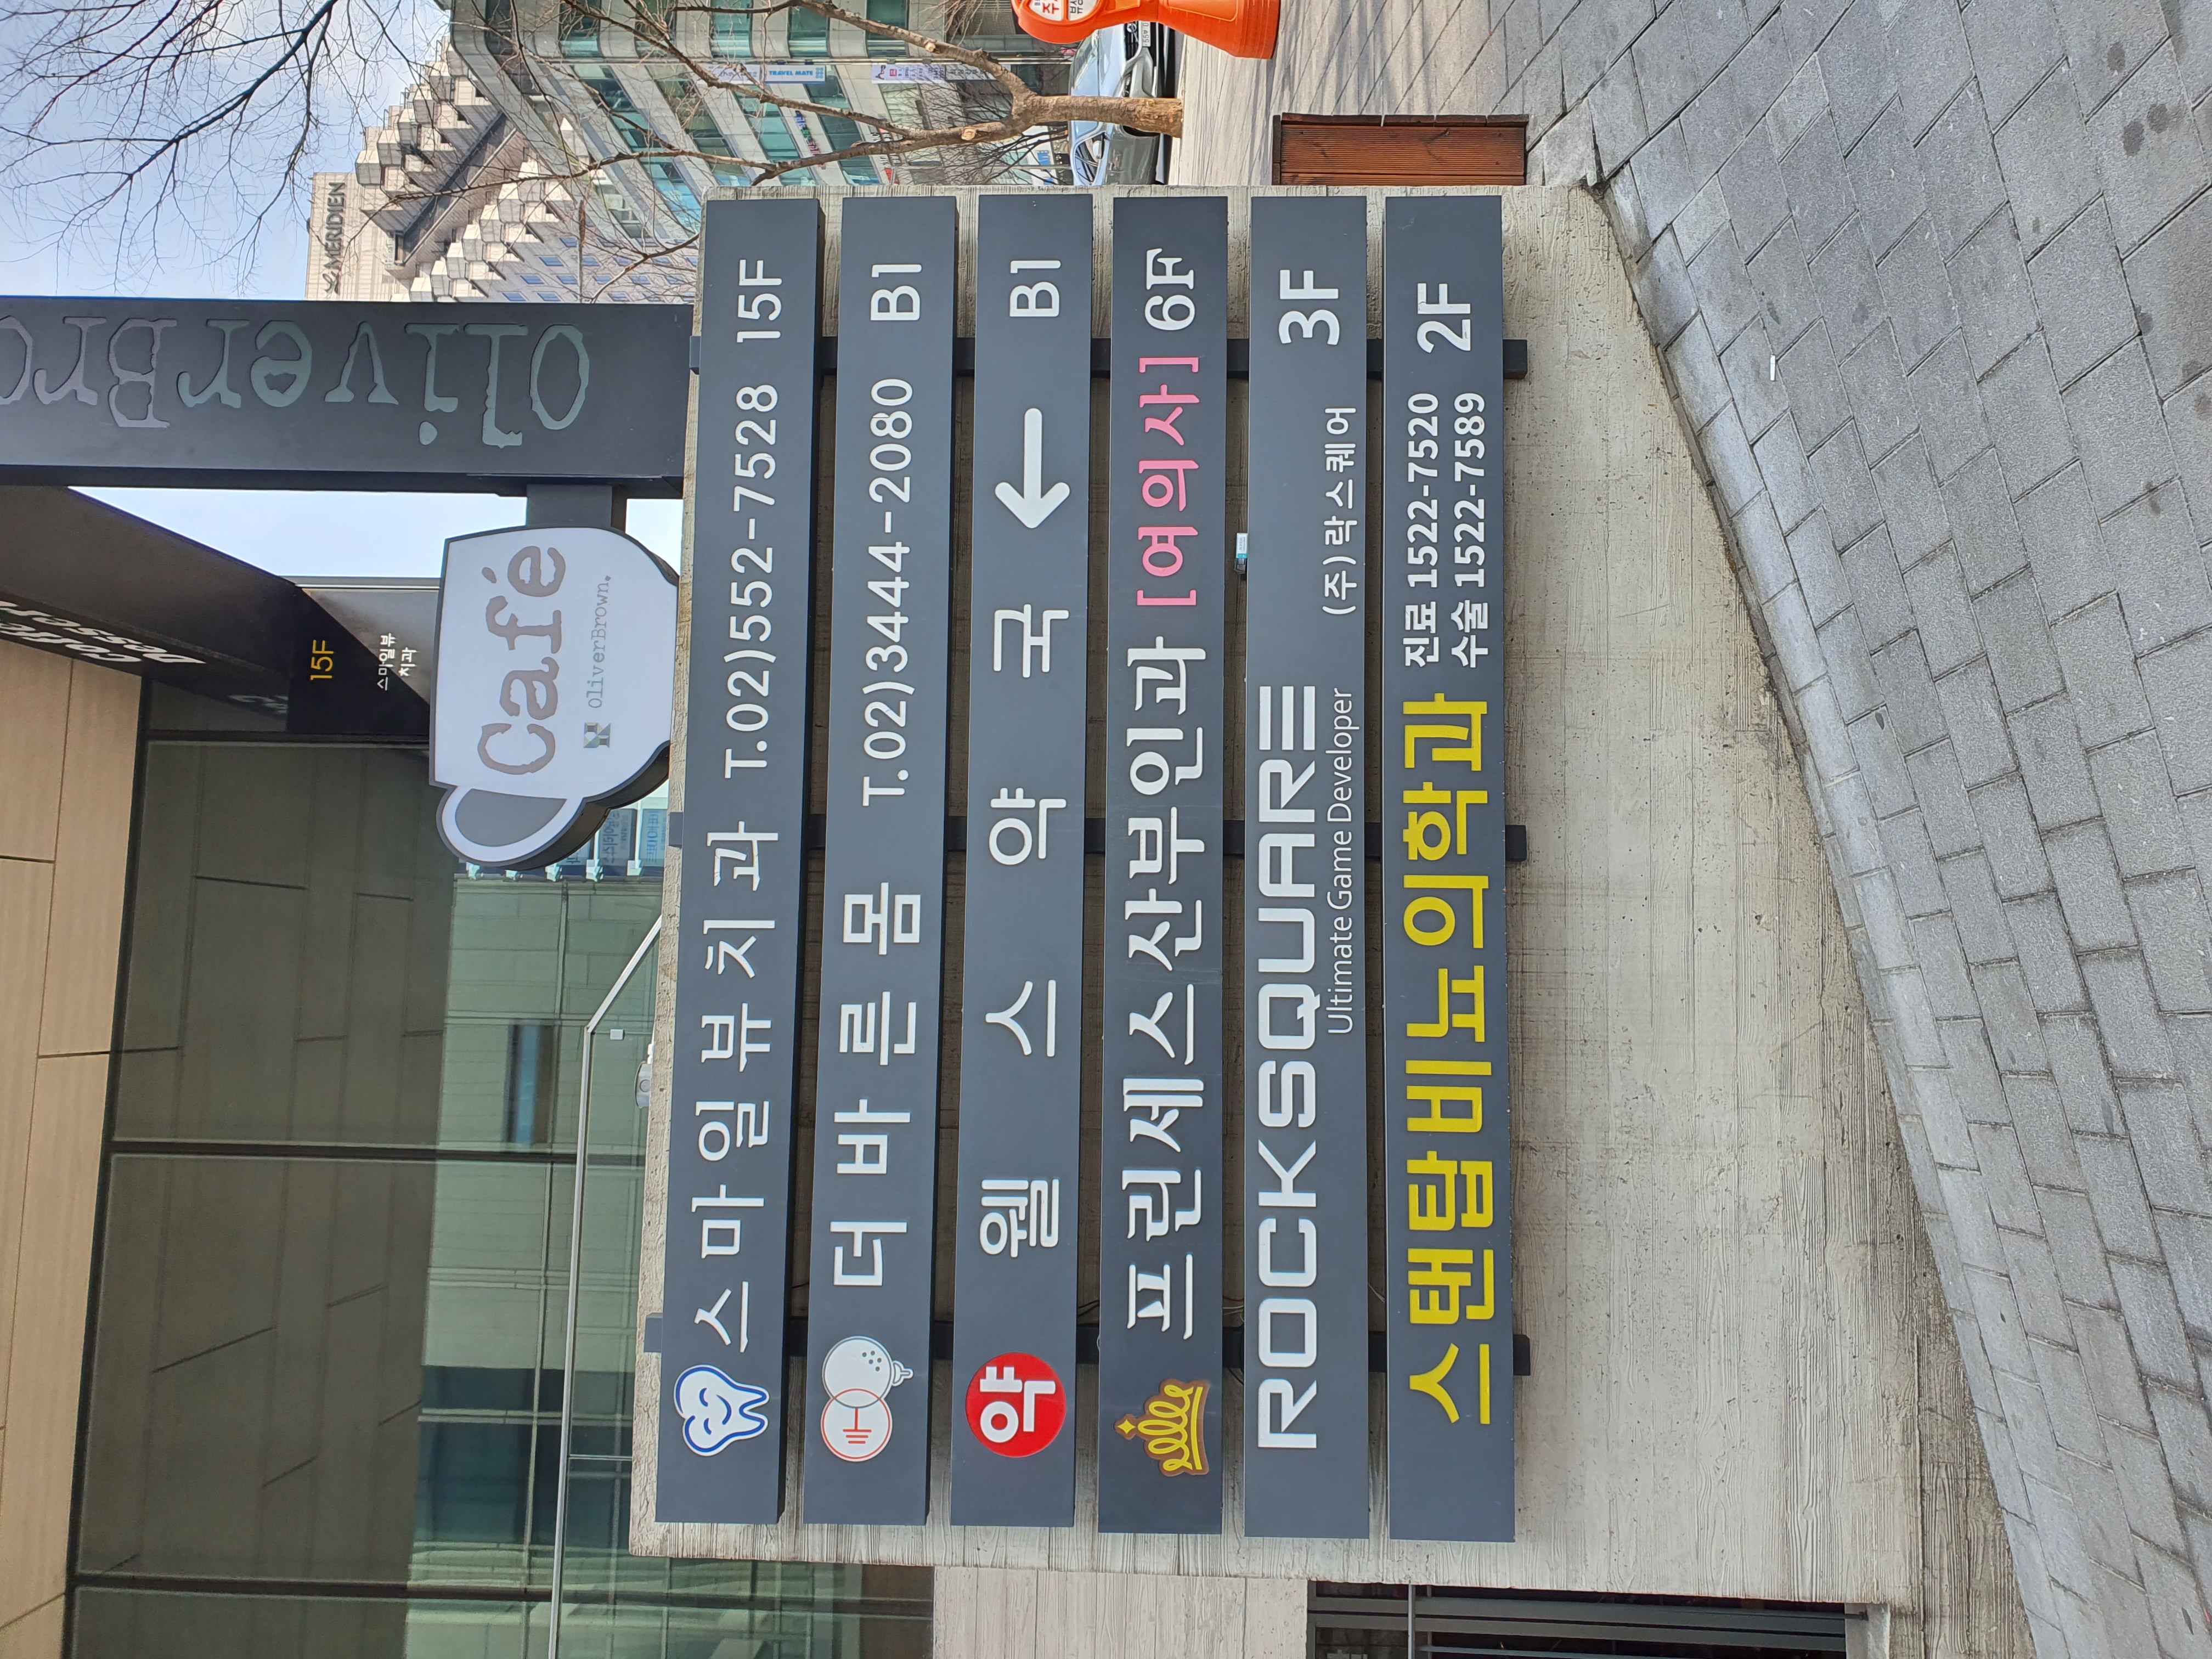 MERIDIEN
TRAVEL MATE
OliverBro
15F
스마일뷰
치과
Café
OliverBrown.
스마일뷰치과 T.02)552-7528 15F
더바른몸 T.02)3444-2080 B1
약 웰스약국 ← B1
프린세스산부인과 [여의사] 6F
ROCKSQUARE (주)락스퀘어 3F
Ultimate Game Developer
스탠탑비뇨의학과 진료 1522-7520 2F
수술 1522-7589